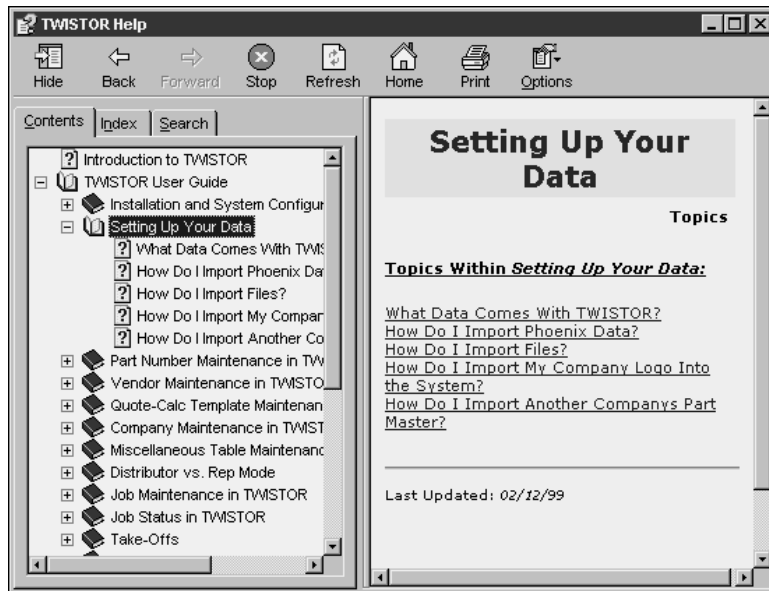 TWISTOR Help
Hide Back Forward Stop Refresh Home Print Options
Contents Index Search
Introduction to TWISTOR
TWISTOR User Guide
Installation and System Configur
Setting Up Your Data
What Data Comes With TWIS
How Do I Import Phoenix Da
How Do I Import Files?
How Do I Import My Compar
How Do I Import Another Co
Part Number Maintenance in TW
Vendor Maintenance in TWISTO
Quote-Calc Template Maintenan
Company Maintenance in TWIST
Miscellaneous Table Maintenanc
Distributor vs. Rep Mode
Job Maintenance in TWISTOR
Job Status in TWISTOR
Take-Offs
Setting Up Your
Data
Topics
Topics Within Setting Up Your Data:
What Data Comes With TWISTOR?
How Do I Import Phoenix Data?
How Do I Import Files?
How Do I Import My Company Logo Into
the System?
How Do I Import Another Companys Part
Master?
Last Updated: 02/12/99